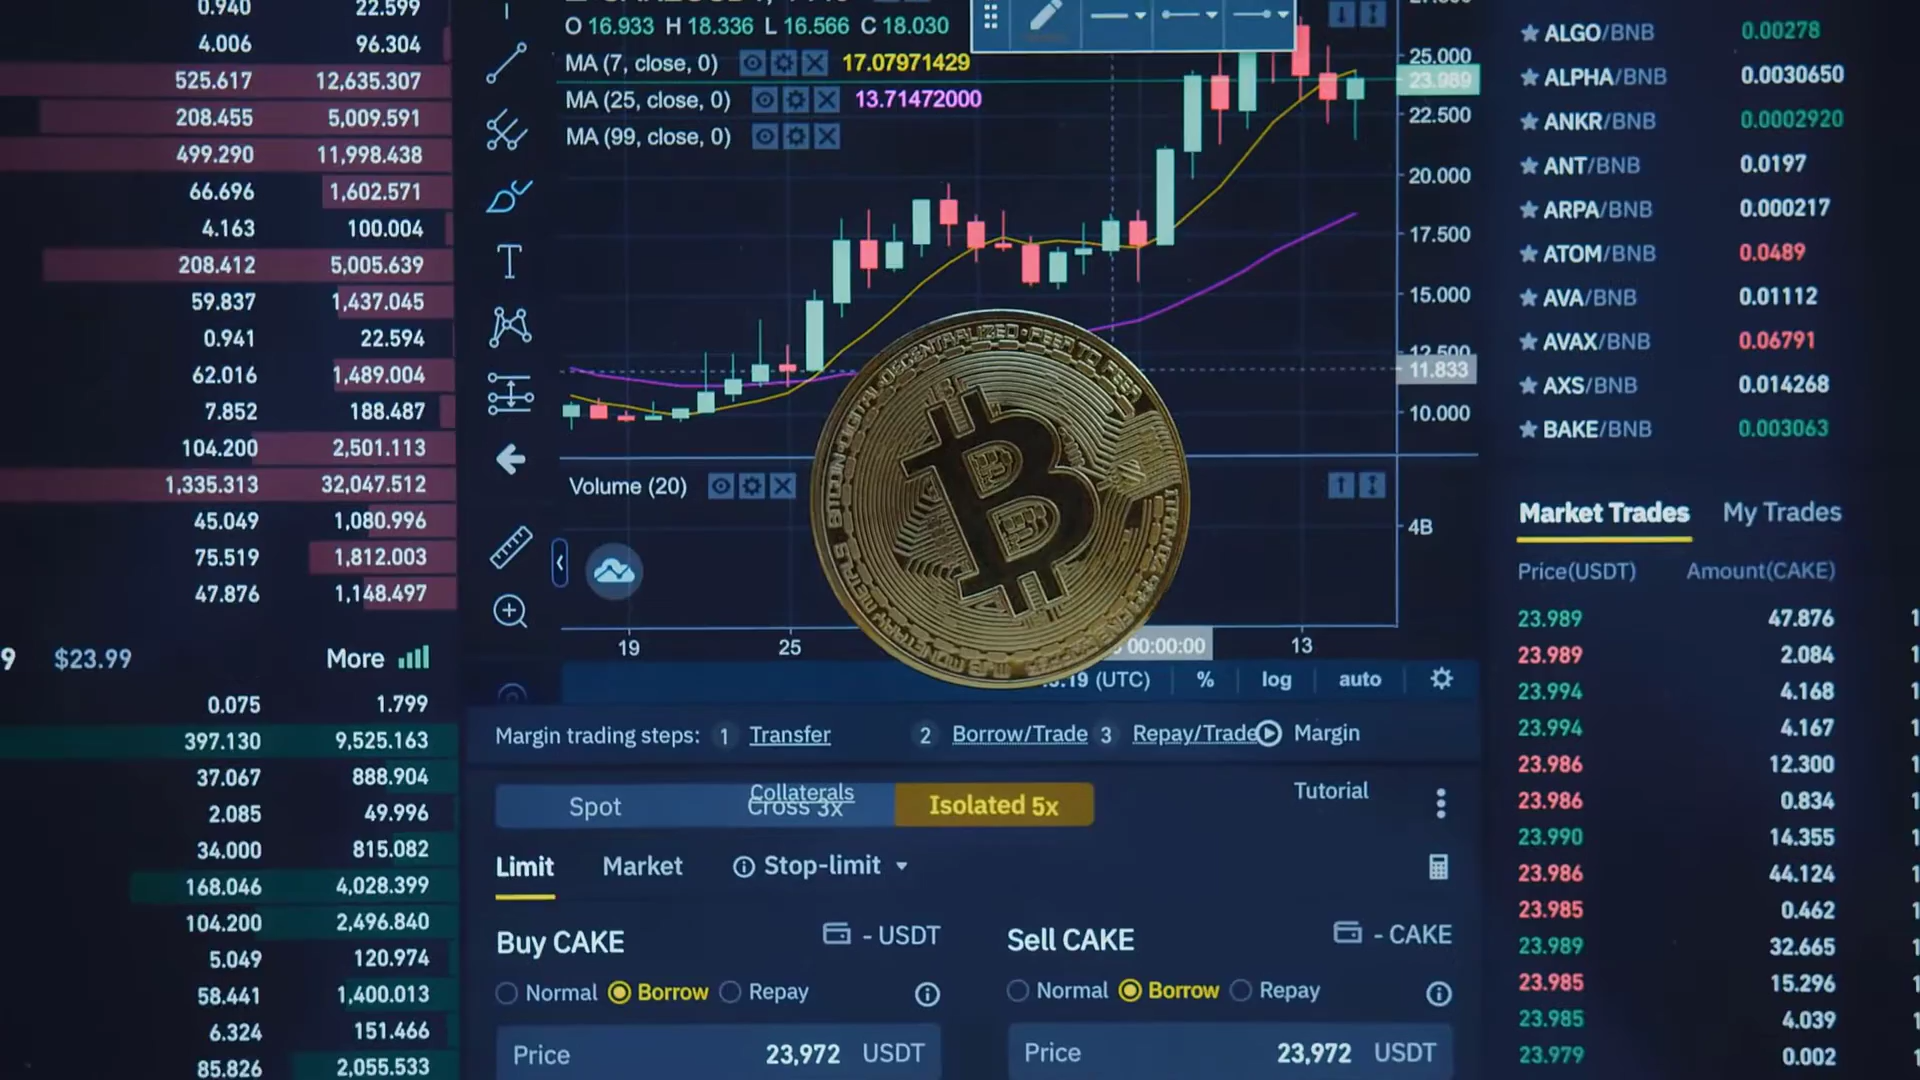 0.940 22.599
4.006 96.304
525.617 12,635.307
208.455 5,009.591
499.290 11,998.438
66.696 1,602.571
4.163 100.004
208.412 5,005.639
59.837 1,437.045
0.941 22.594
62.016 1,489.004
7.852 188.487
104.200 2,501.113
1,335.313 32,047.512
45.049 1,080.996
75.519 1,812.003
47.876 1,148.497
9 $23.99 More
0.075 1.799
397.130 9,525.163
37.067 888.904
2.085 49.996
34.000 815.082
168.046 4,028.399
104.200 2,496.840
5.049 120.974
58.441 1,400.013
6.324 151.466
85.826 2,055.533
O 16.933 H 18.336 L 16.566 C 18.030
MA (7, close, 0) 17.07971429
MA (25, close, 0) 13.71472000
MA (99, close, 0)
25.000
23.989
22.500
20.000
17.500
15.000
12.500
11.833
10.000
Volume (20)
4B
19 25 00:00:00 13
DECENTRALIZED • PEER TO PEER
BITCOIN • DIGITAL
19 (UTC) % log auto
Margin trading steps: 1 Transfer 2 Borrow/Trade 3 Repay/Trade Margin
Collaterals Tutorial
Spot Cross 3x Isolated 5x
Limit Market Stop-limit
Buy CAKE - USDT Sell CAKE - CAKE
Normal Borrow Repay Normal Borrow Repay
Price 23,972 USDT Price 23,972 USDT
ALGO/BNB 0.00278
ALPHA/BNB 0.0030650
ANKR/BNB 0.0002920
ANT/BNB 0.0197
ARPA/BNB 0.000217
ATOM/BNB 0.0489
AVA/BNB 0.01112
AVAX/BNB 0.06791
AXS/BNB 0.014268
BAKE/BNB 0.003063
Market Trades My Trades
Price(USDT) Amount(CAKE)
23.989 47.876
23.989 2.084
23.994 4.168
23.994 4.167
23.986 12.300
23.986 0.834
23.990 14.355
23.986 44.124
23.985 0.462
23.989 32.665
23.985 15.296
23.985 4.039
23.979 0.002